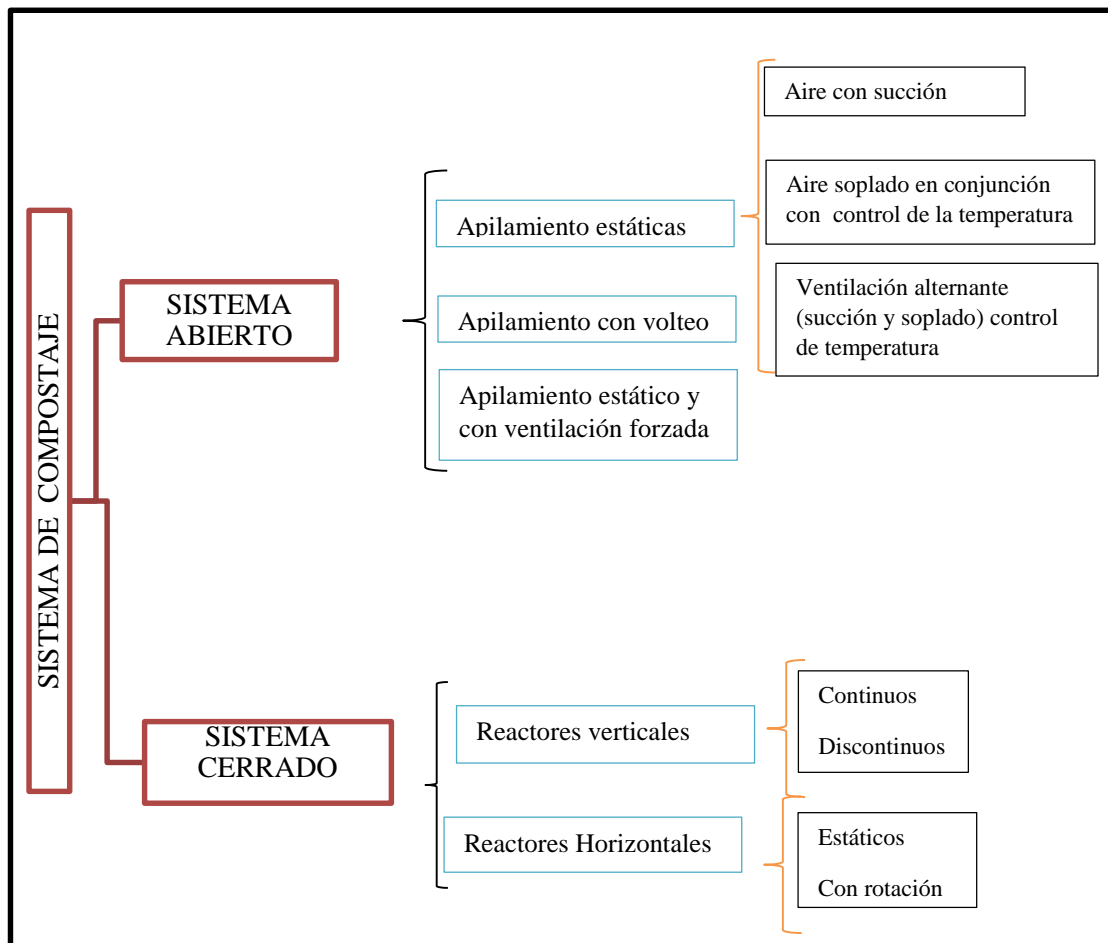 SISTEMA DE COMPOSTAJE
SISTEMA
ABIERTO
Apilamiento estáticas
Aire con succión
Aire soplado en conjunción
con control de la temperatura
Ventilación alternante
(succión y soplado) control
de temperatura
Apilamiento con volteo
Apilamiento estático y
con ventilación forzada
SISTEMA
CERRADO
Reactores verticales
Continuos
Discontinuos
Reactores Horizontales
Estáticos
Con rotación